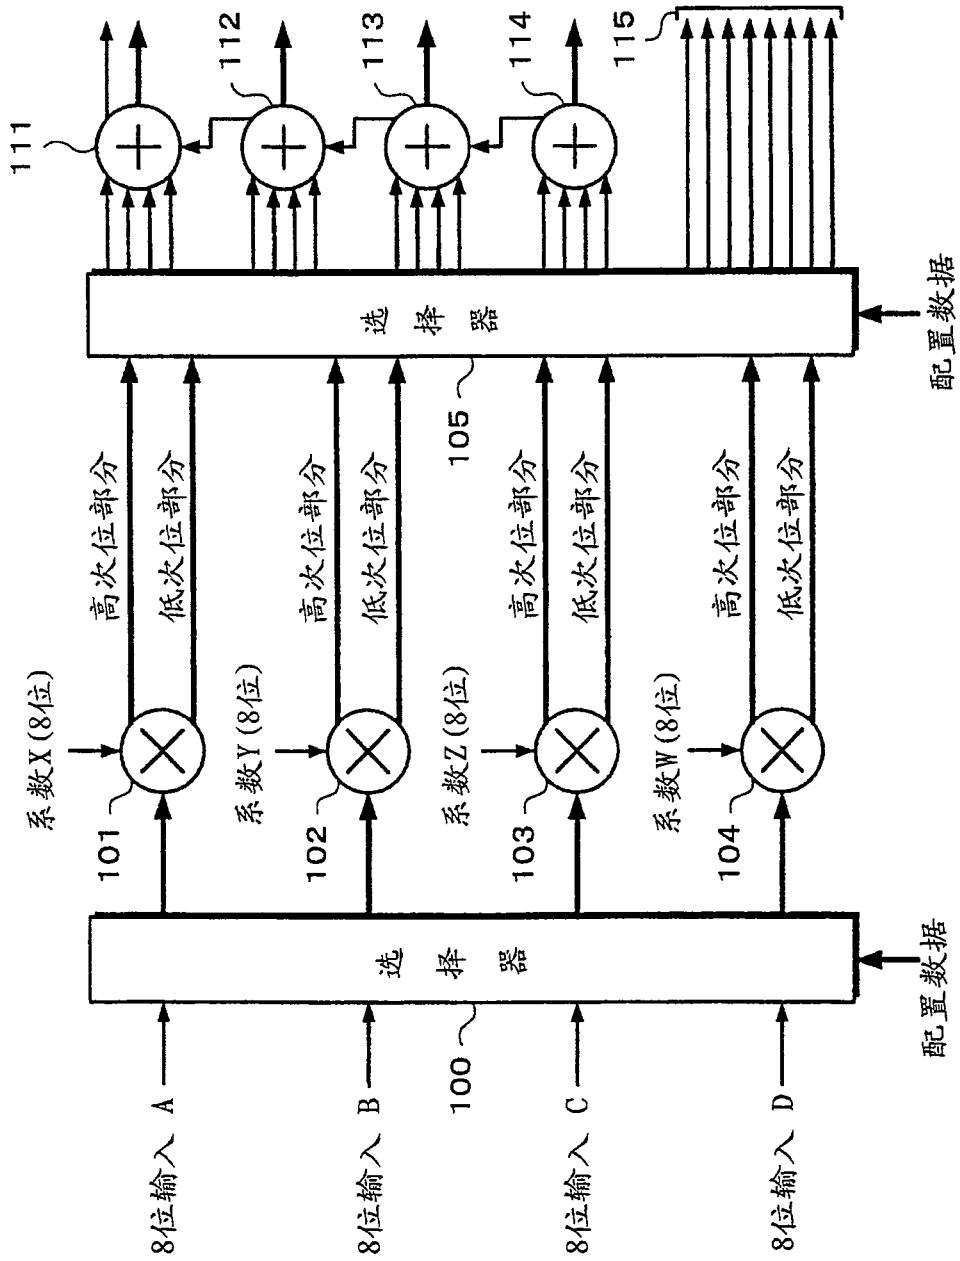 8位输入 A
8位输入 B
8位输入 C
8位输入 D
100
选择器
配置数据
系数X(8位)
101
系数Y(8位)
102
系数Z(8位)
103
系数W(8位)
104
高次位部分
低次位部分
高次位部分
低次位部分
高次位部分
低次位部分
高次位部分
低次位部分
105
选择器
配置数据
111
112
113
114
115